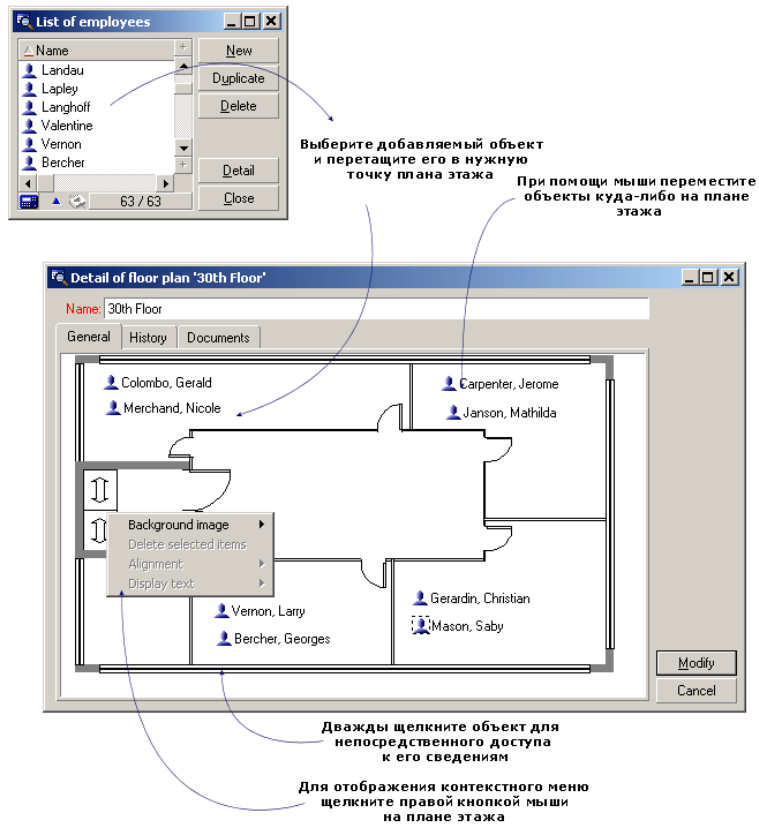 List of employees
Name
New
Landau
Lapley
Duplicate
Langhoff
Delete
Valentine
Vernon
Bercher
Detail
63 / 63
Close
Выберите добавляемый объект
и перетащите его в нужную
точку плана этажа
При помощи мыши переместите
объекты куда-либо на плане
этажа
Detail of floor plan '30th Floor'
Name: 30th Floor
General History Documents
Colombo, Gerald
Carpenter, Jerome
Merchand, Nicole
Janson, Mathilda
Background image
Delete selected items
Alignment
Display text
Gerardin, Christian
Vernon, Larry
Mason, Saby
Bercher, Georges
Modify
Cancel
Дважды щелкните объект для
непосредственного доступа
к его сведениям
Для отображения контекстного меню
щелкните правой кнопкой мыши
на плане этажа